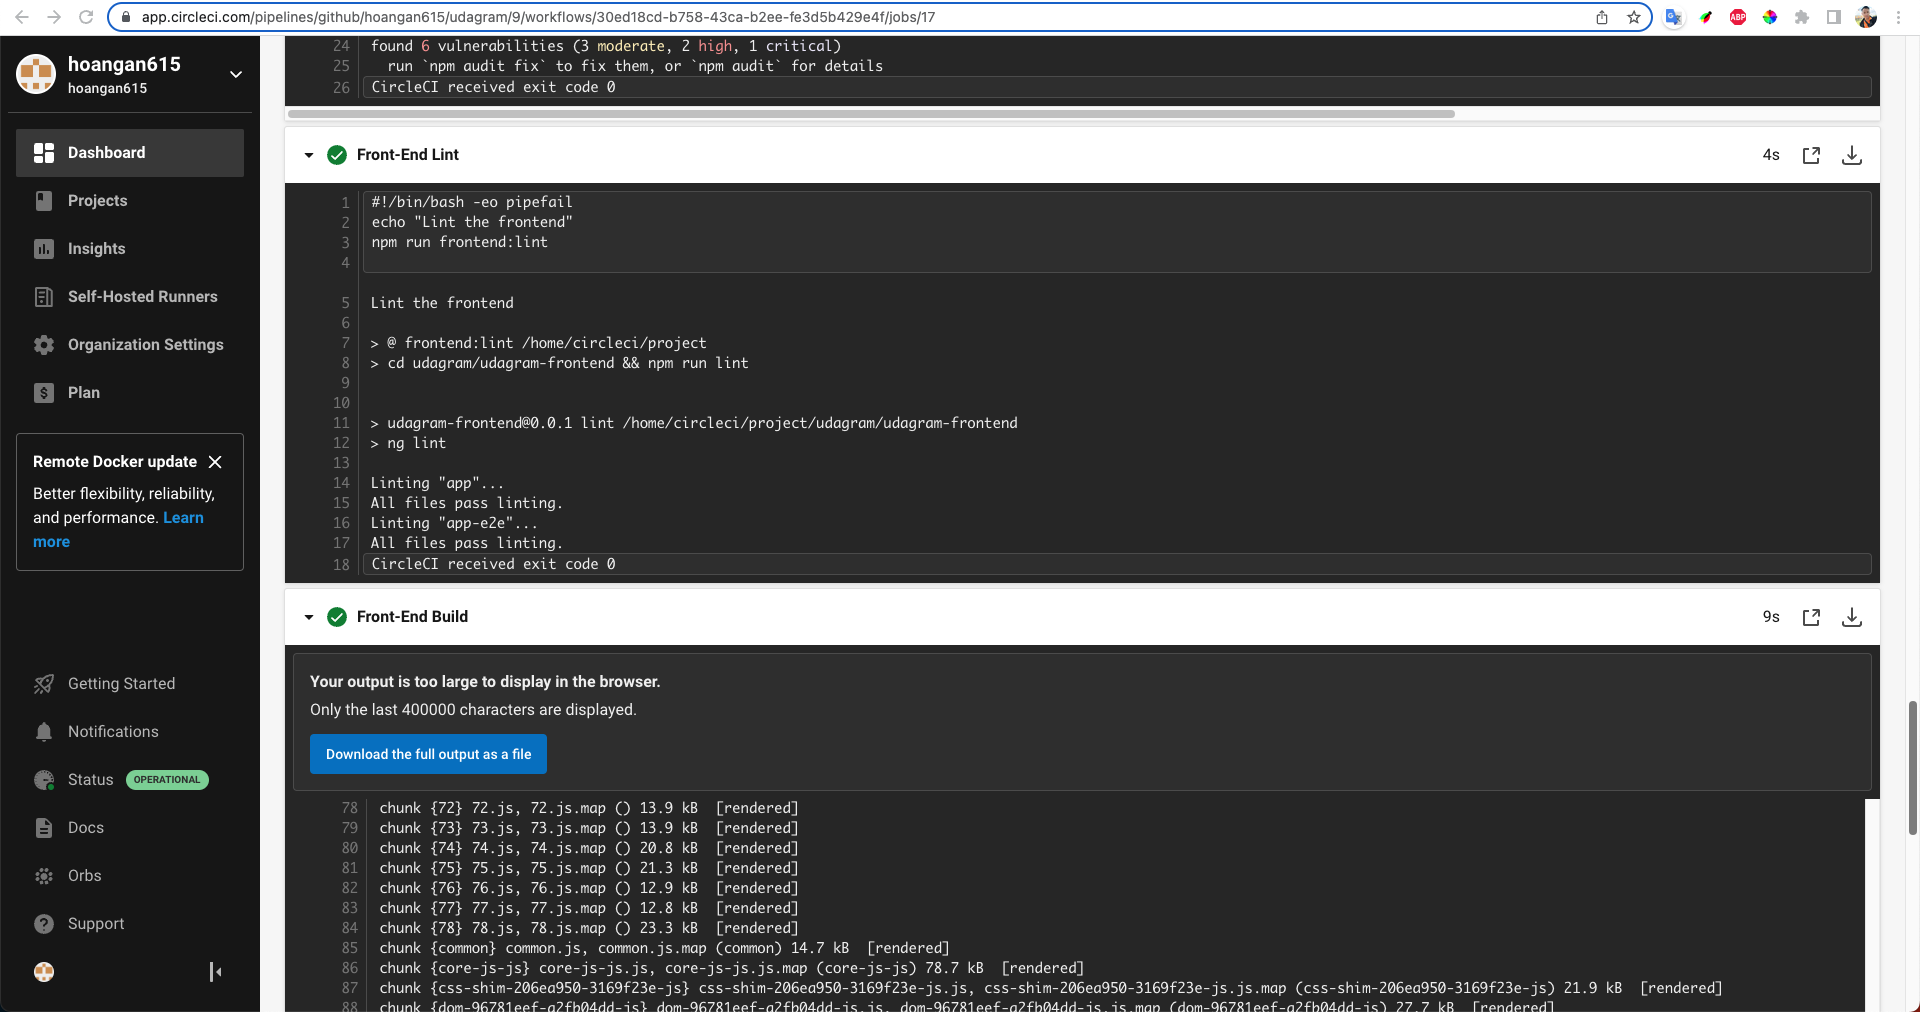 app.circleci.com/pipelines/github/hoangan615/udagram/9/workflows/30ed18cd-b758-43ca-b2ee-fe3d5b429e4f/jobs/17
ABP
hoangan615
hoangan615
Dashboard
Projects
Insights
Self-Hosted Runners
Organization Settings
Plan
Remote Docker update
Better flexibility, reliability,
and performance. Learn
more
Getting Started
Notifications
Status OPERATIONAL
Docs
Orbs
Support
24 found 6 vulnerabilities (3 moderate, 2 high, 1 critical)
25 run `npm audit fix` to fix them, or `npm audit` for details
26 CircleCI received exit code 0
Front-End Lint 4s
1 #!/bin/bash -eo pipefail
2 echo "Lint the frontend"
3 npm run frontend:lint
4
5 Lint the frontend
6
7 > @ frontend:lint /home/circleci/project
8 > cd udagram/udagram-frontend && npm run lint
9
10
11 > udagram-frontend@0.0.1 lint /home/circleci/project/udagram/udagram-frontend
12 > ng lint
13
14 Linting "app"...
15 All files pass linting.
16 Linting "app-e2e"...
17 All files pass linting.
18 CircleCI received exit code 0
Front-End Build 9s
Your output is too large to display in the browser.
Only the last 400000 characters are displayed.
Download the full output as a file
78 chunk {72} 72.js, 72.js.map () 13.9 kB [rendered]
79 chunk {73} 73.js, 73.js.map () 13.9 kB [rendered]
80 chunk {74} 74.js, 74.js.map () 20.8 kB [rendered]
81 chunk {75} 75.js, 75.js.map () 21.3 kB [rendered]
82 chunk {76} 76.js, 76.js.map () 12.9 kB [rendered]
83 chunk {77} 77.js, 77.js.map () 12.8 kB [rendered]
84 chunk {78} 78.js, 78.js.map () 23.3 kB [rendered]
85 chunk {common} common.js, common.js.map (common) 14.7 kB [rendered]
86 chunk {core-js-js} core-js-js.js, core-js-js.js.map (core-js-js) 78.7 kB [rendered]
87 chunk {css-shim-206ea950-3169f23e-js} css-shim-206ea950-3169f23e-js.js, css-shim-206ea950-3169f23e-js.js.map (css-shim-206ea950-3169f23e-js) 21.9 kB [rendered]
88 chunk {dom-96781eef-a2fb04dd-js} dom-96781eef-a2fb04dd-js.js, dom-96781eef-a2fb04dd-js.js.map (dom-96781eef-a2fb04dd-js) 27.7 kB [rendered]